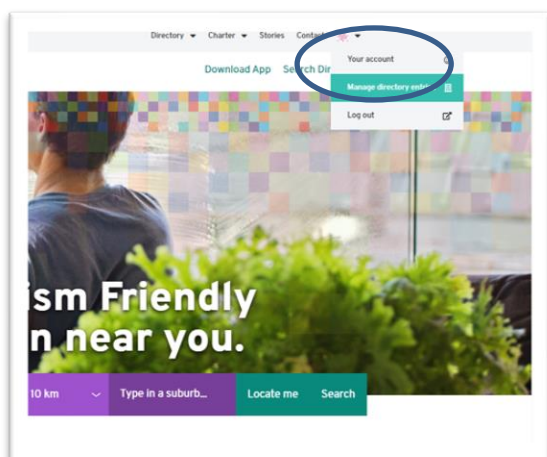 Directory Charter Stories Contact
Download App Search Dir
Your account
Manage directory entri
Log out
ism Friendly
n near you.
10 km Type in a suburb... Locate me Search